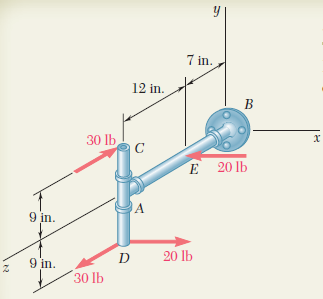 y
7 in.
12 in.
B
30 lb
C
x
E
20 lb
A
9 in.
z
9 in.
D
20 lb
30 lb